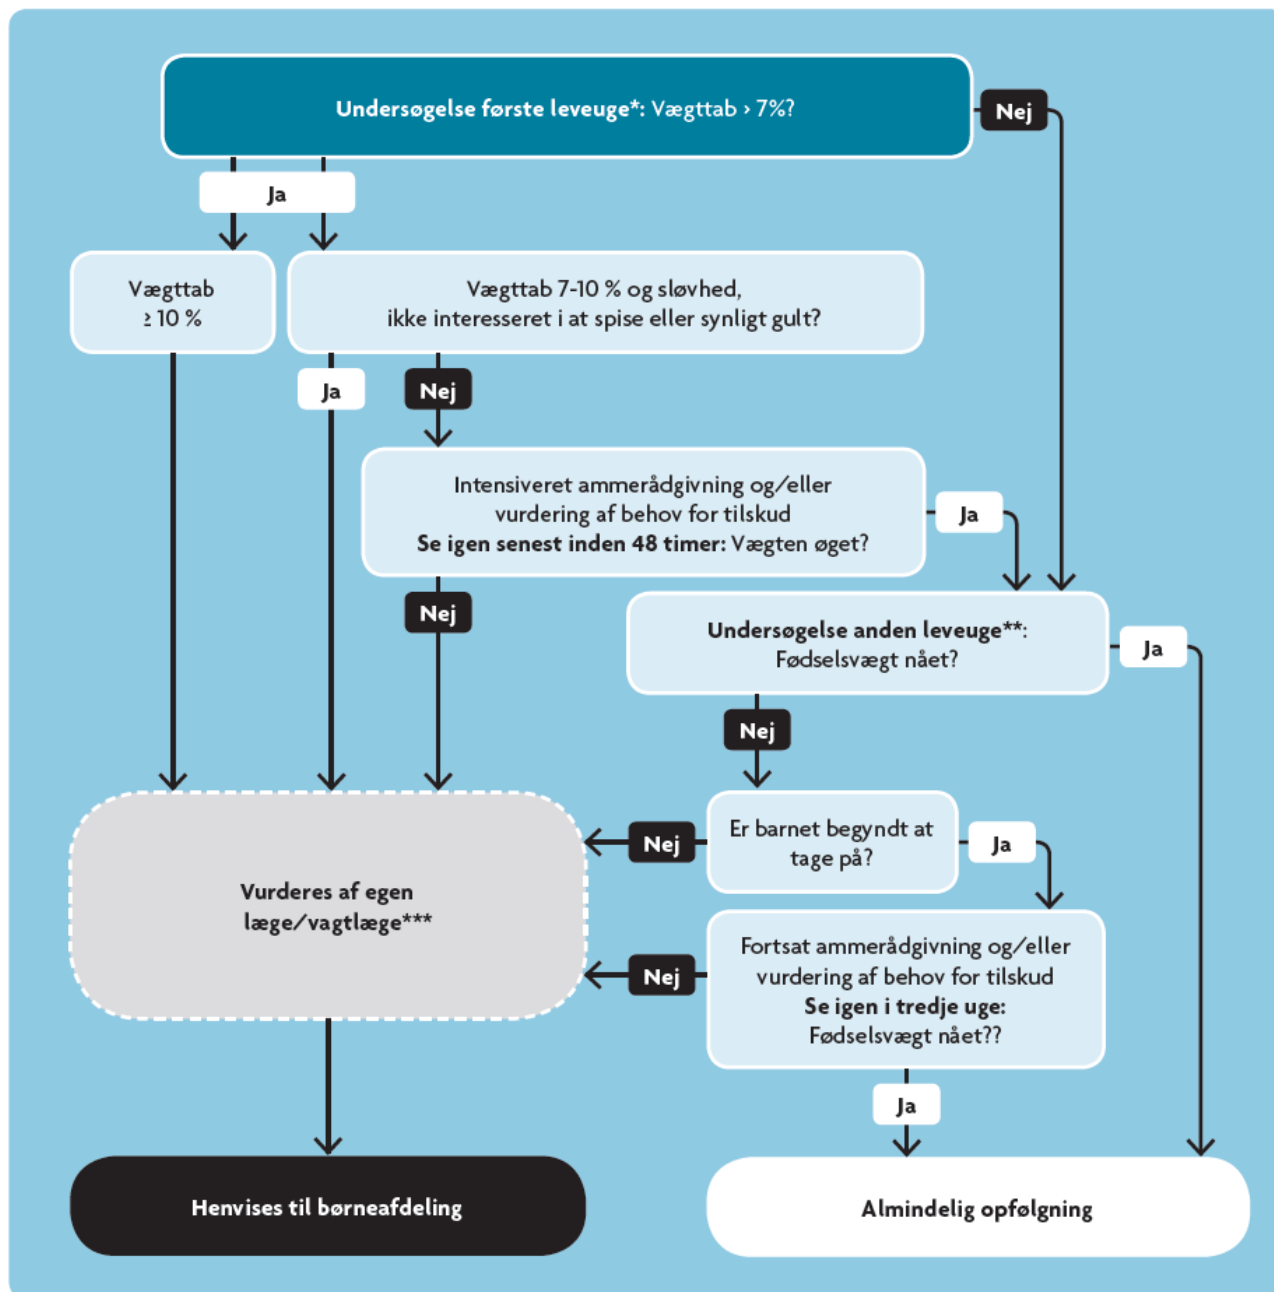 Undersøgelse første leveuge*: Vægttab > 7%?
Nej
Ja
Vægttab
≥ 10 %
Vægttab 7-10 % og sløvhed,
ikke interesseret i at spise eller synligt gult?
Ja
Nej
Intensiveret ammerådgivning og/eller
vurdering af behov for tilskud
Se igen senest inden 48 timer: Vægten øget?
Ja
Nej
Undersøgelse anden leveuge**:
Fødselsvægt nået?
Ja
Nej
Er barnet begyndt at
tage på?
Nej
Ja
Vurderes af egen
læge/vagtlæge***
Fortsat ammerådgivning og/eller
vurdering af behov for tilskud
Se igen i tredje uge:
Fødselsvægt nået??
Nej
Ja
Henvises til børneafdeling
Almindelig opfølgning